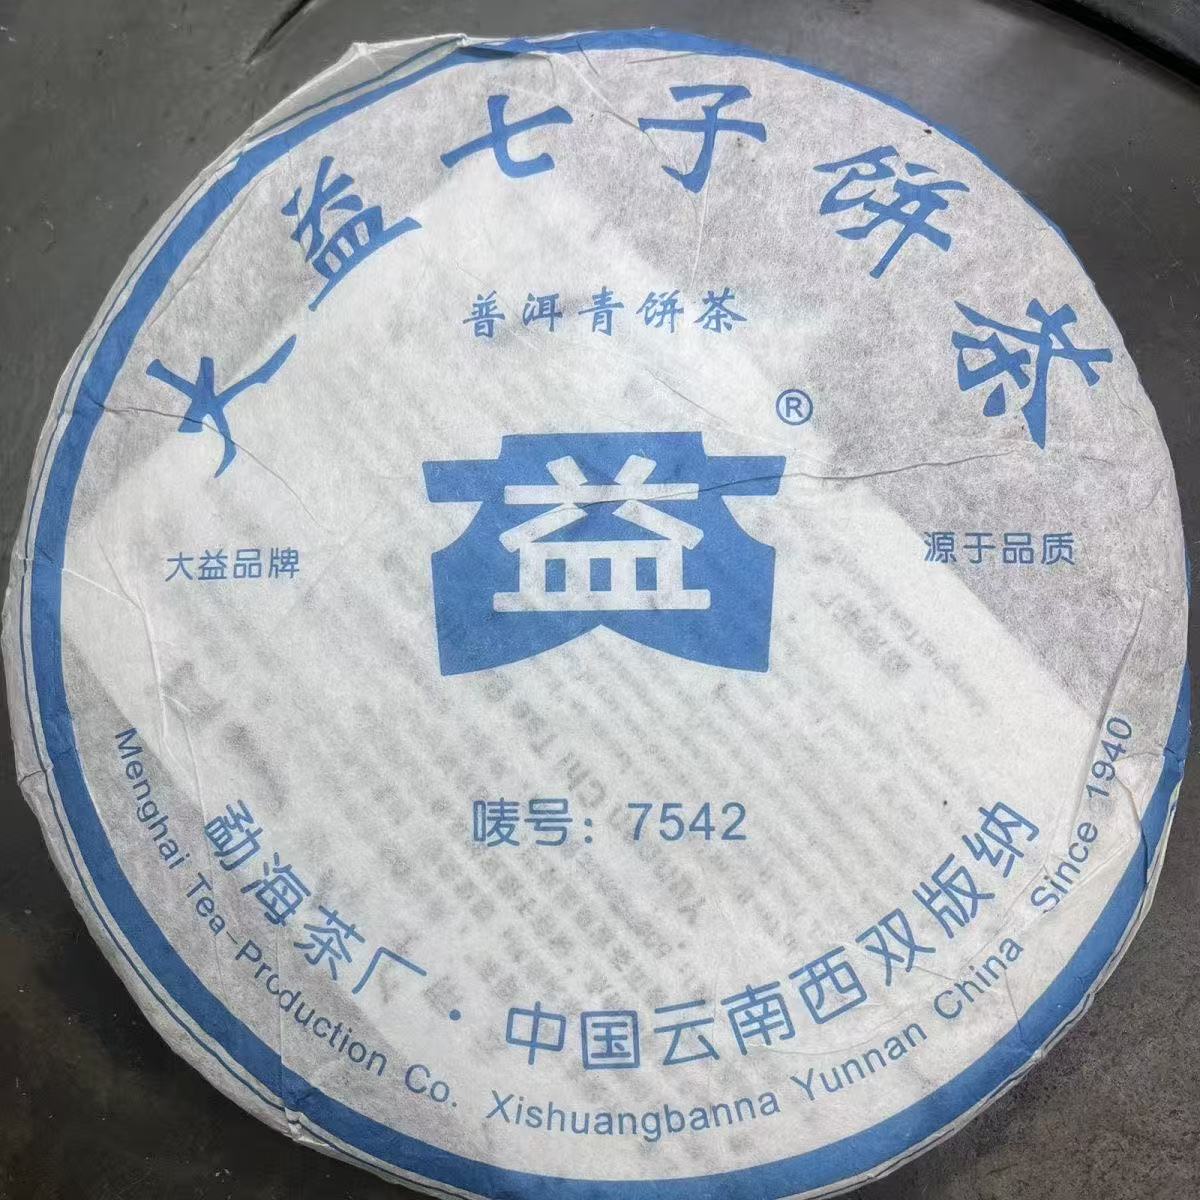 大益七子饼茶
普洱青饼茶
®
益
大益品牌
源于品质
唛号：7542
勐海茶厂·中国云南西双版纳
Menghai Tea-Production Co. Xishuangbanna Yunnan China Since 1940